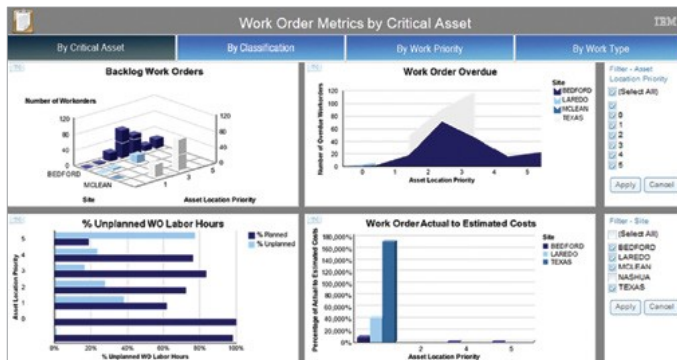 Work Order Metrics by Critical Asset
IBM
By Critical Asset
By Classification
By Work Priority
By Work Type
Backlog Work Orders
Number of Workorders
120
80
40
0
120
80
40
0
BEDFORD
MCLEAN
1
3
5
Site
Asset Location Priority
Work Order Overdue
Number of Overdue Workorders
120
100
80
60
40
20
0
0
1
2
3
4
5
Asset Location Priority
Site
BEDFORD
LAREDO
MCLEAN
TEXAS
Filter - Asset
Location Priority
(Select All)
0
1
2
3
4
5
Apply
Cancel
% Unplanned WO Labor Hours
Asset Location Priority
5
4
3
2
1
0
0%
20%
40%
60%
80%
100%
% Unplanned WO Labor Hours
% Planned
% Unplanned
Work Order Actual to Estimated Costs
Percentage of Actual to Estimated Costs
180,000%
160,000%
140,000%
120,000%
100,000%
80,000%
60,000%
40,000%
20,000%
0%
2
4
5
Asset Location Priority
Site
BEDFORD
LAREDO
TEXAS
Filter - Site
(Select All)
BEDFORD
LAREDO
MCLEAN
NASHUA
TEXAS
Apply
Cancel